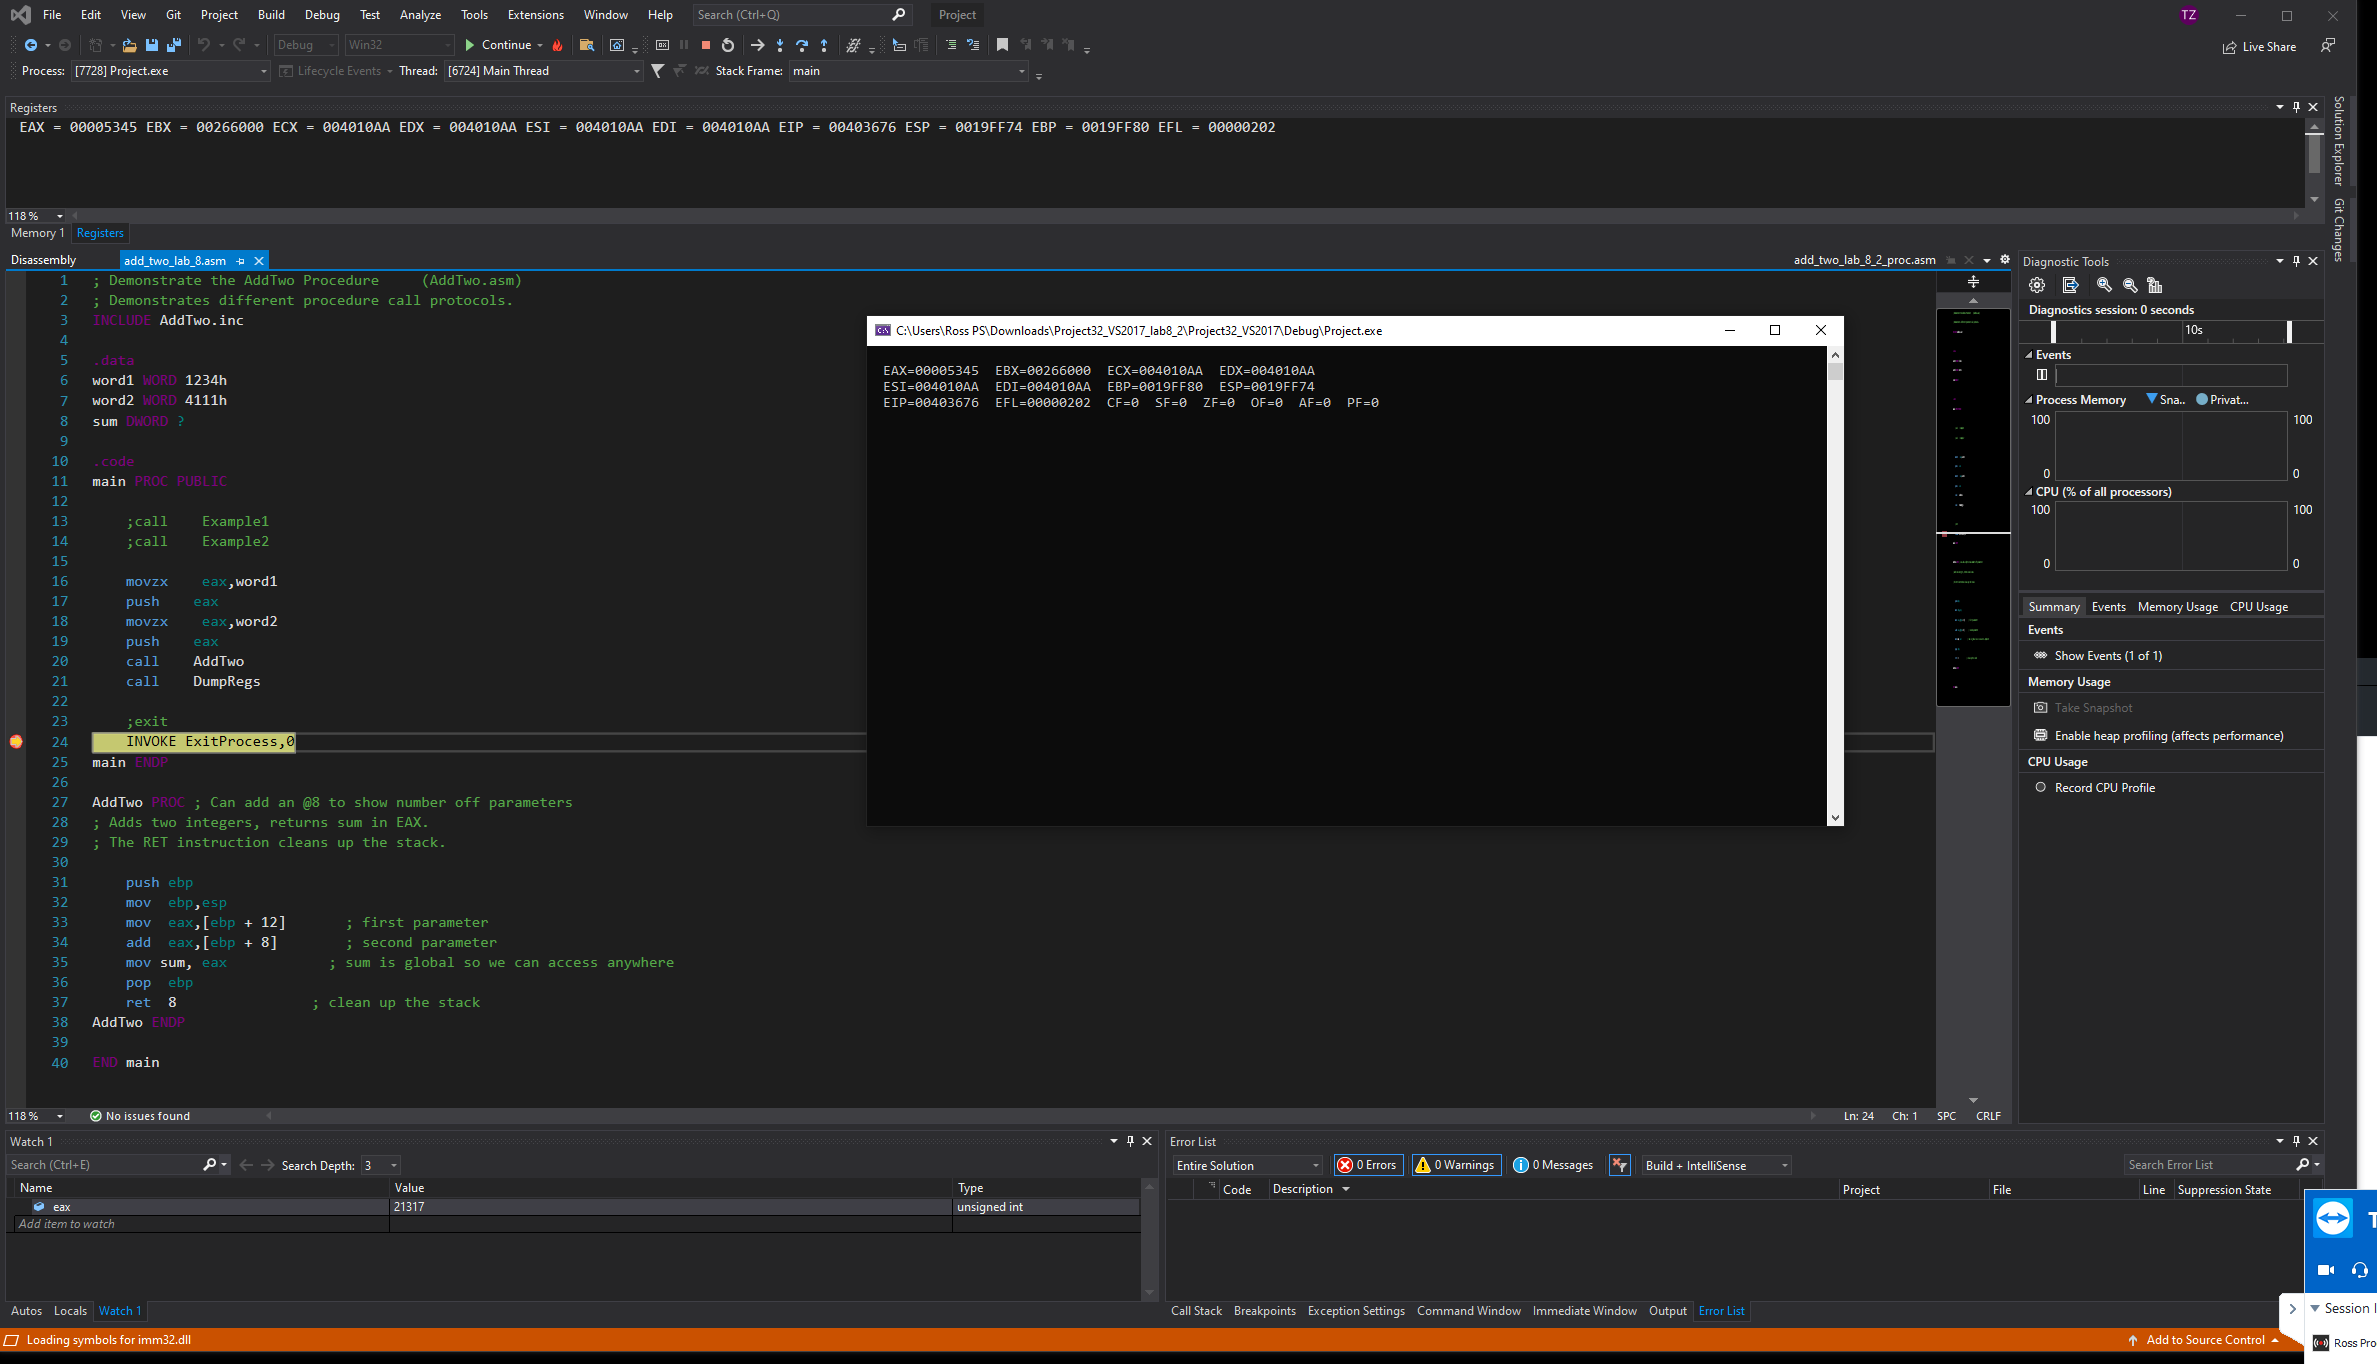 File Edit View Git Project Build Debug Test Analyze Tools Extensions Window Help Search (Ctrl+Q) Project TZ
Debug Win32 Continue Live Share
Process: [7728] Project.exe Lifecycle Events Thread: [6724] Main Thread Stack Frame: main
Registers
EAX = 00005345 EBX = 00266000 ECX = 004010AA EDX = 004010AA ESI = 004010AA EDI = 004010AA EIP = 00403676 ESP = 0019FF74 EBP = 0019FF80 EFL = 00000202
118 %
Memory 1 Registers
Solution Explorer
Git Changes
Disassembly add_two_lab_8.asm add_two_lab_8_2_proc.asm
1 ; Demonstrate the AddTwo Procedure (AddTwo.asm)
2 ; Demonstrates different procedure call protocols.
3 INCLUDE AddTwo.inc
4
5 .data
6 word1 WORD 1234h
7 word2 WORD 4111h
8 sum DWORD ?
9
10 .code
11 main PROC PUBLIC
12
13 ;call Example1
14 ;call Example2
15
16 movzx eax,word1
17 push eax
18 movzx eax,word2
19 push eax
20 call AddTwo
21 call DumpRegs
22
23 ;exit
24 INVOKE ExitProcess,0
25 main ENDP
26
27 AddTwo PROC ; Can add an @8 to show number off parameters
28 ; Adds two integers, returns sum in EAX.
29 ; The RET instruction cleans up the stack.
30
31 push ebp
32 mov ebp,esp
33 mov eax,[ebp + 12] ; first parameter
34 add eax,[ebp + 8] ; second parameter
35 mov sum, eax ; sum is global so we can access anywhere
36 pop ebp
37 ret 8 ; clean up the stack
38 AddTwo ENDP
39
40 END main
118 % No issues found Ln: 24 Ch: 1 SPC CRLF
C:\Users\Ross PS\Downloads\Project32_VS2017_lab8_2\Project32_VS2017\Debug\Project.exe
EAX=00005345 EBX=00266000 ECX=004010AA EDX=004010AA
ESI=004010AA EDI=004010AA EBP=0019FF80 ESP=0019FF74
EIP=00403676 EFL=00000202 CF=0 SF=0 ZF=0 OF=0 AF=0 PF=0
Diagnostic Tools
Diagnostics session: 0 seconds
10s
Events
Process Memory Sna.. Privat...
100 100
0 0
CPU (% of all processors)
100 100
0 0
Summary Events Memory Usage CPU Usage
Events
Show Events (1 of 1)
Memory Usage
Take Snapshot
Enable heap profiling (affects performance)
CPU Usage
Record CPU Profile
Watch 1
Search (Ctrl+E) Search Depth: 3
Name Value Type
eax 21317 unsigned int
Add item to watch
Autos Locals Watch 1
Error List
Entire Solution 0 Errors 0 Warnings 0 Messages Build + IntelliSense Search Error List
Code Description Project File Line Suppression State
Call Stack Breakpoints Exception Settings Command Window Immediate Window Output Error List
Loading symbols for imm32.dll Add to Source Control
T
Session l
Ross Pro